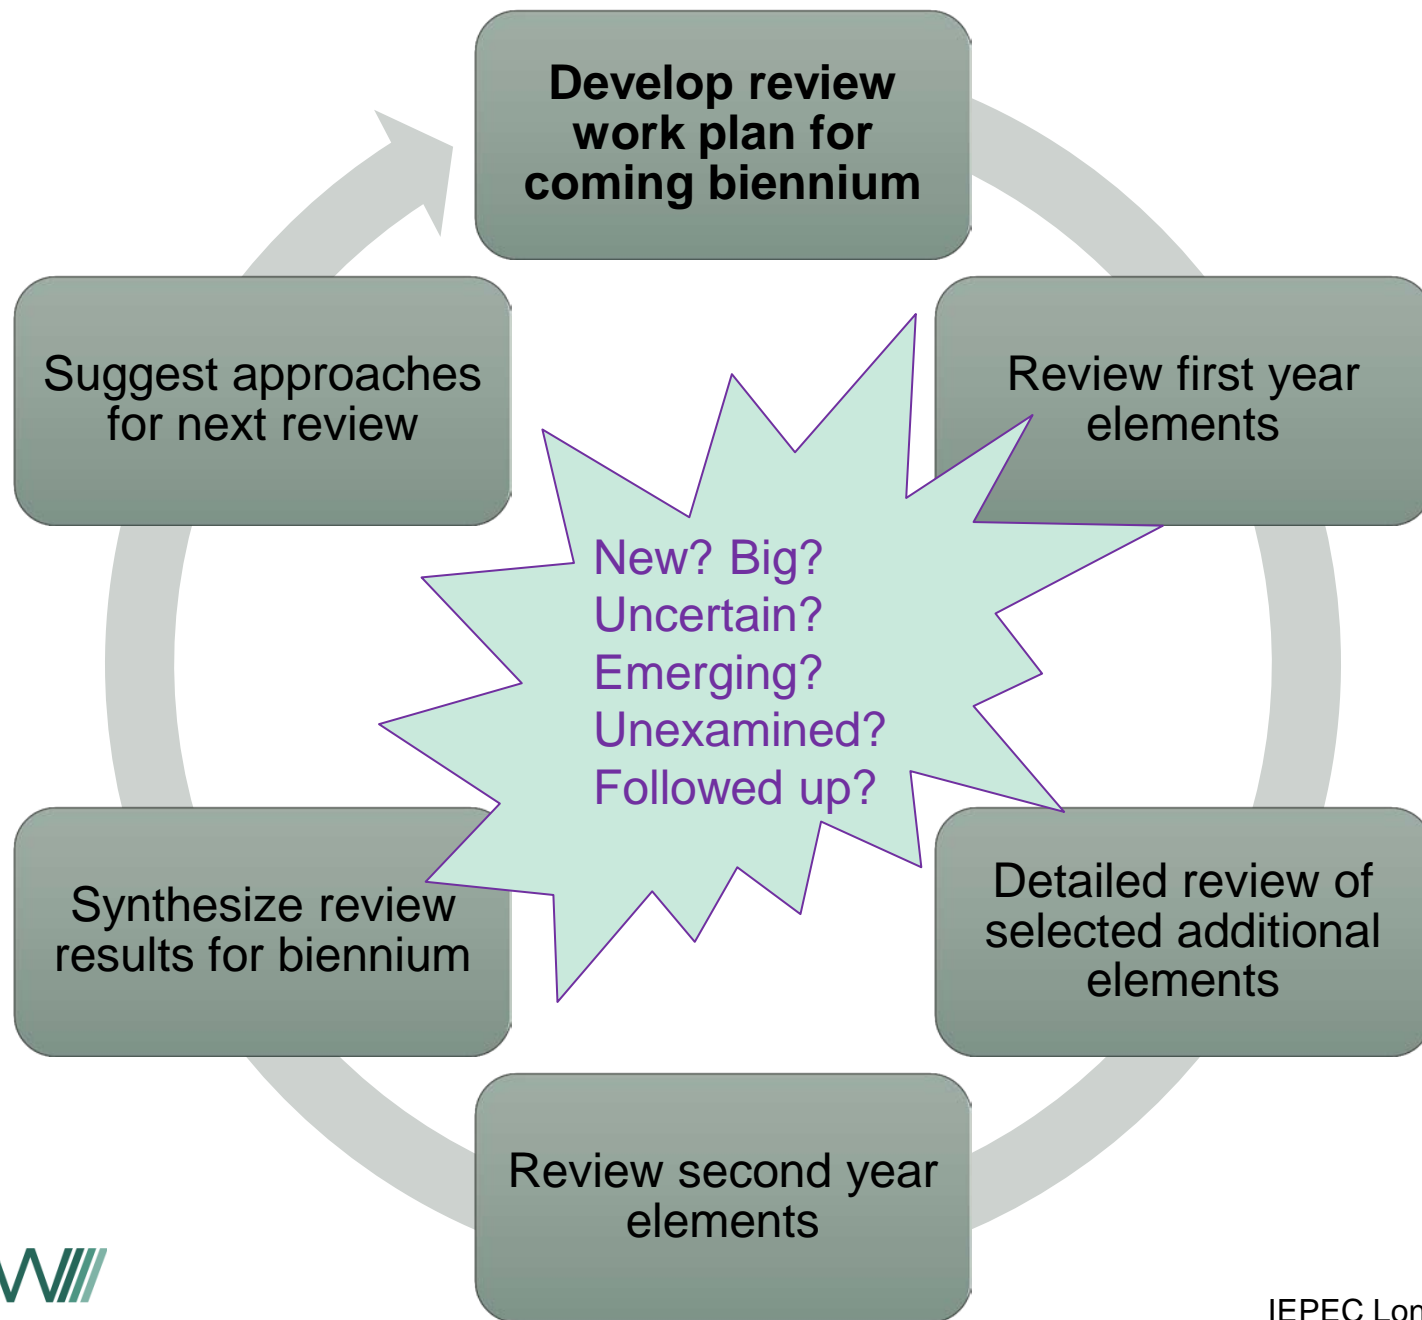 Develop review
work plan for
coming biennium
Review first year
elements
Detailed review of
selected additional
elements
Review second year
elements
Synthesize review
results for biennium
Suggest approaches
for next review
New? Big?
Uncertain?
Emerging?
Unexamined?
Followed up?
IEPEC